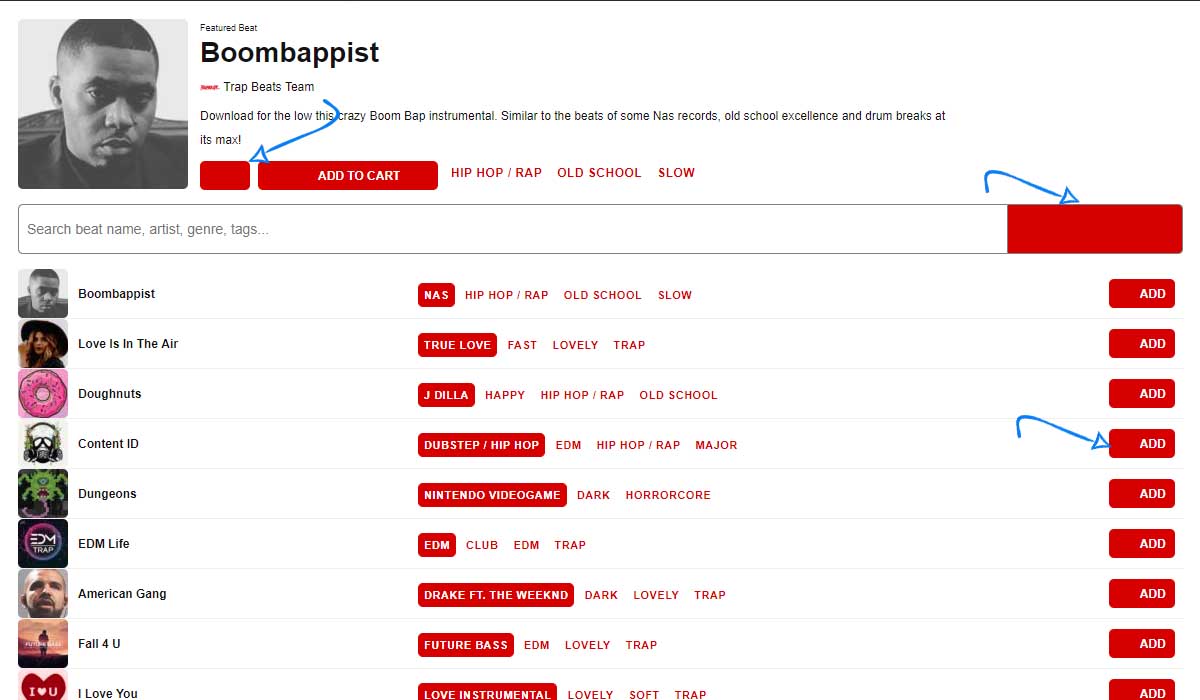 Featured Beat
Boombappist
Trap Beats Team
Download for the low this crazy Boom Bap instrumental. Similar to the beats of some Nas records, old school excellence and drum breaks at
its max!
ADD TO CART HIP HOP / RAP OLD SCHOOL SLOW
Search beat name, artist, genre, tags...
Boombappist NAS HIP HOP / RAP OLD SCHOOL SLOW ADD
Love Is In The Air TRUE LOVE FAST LOVELY TRAP ADD
Doughnuts J DILLA HAPPY HIP HOP / RAP OLD SCHOOL ADD
Content ID DUBSTEP / HIP HOP EDM HIP HOP / RAP MAJOR ADD
Dungeons NINTENDO VIDEOGAME DARK HORRORCORE ADD
EDM TRAP
EDM Life EDM CLUB EDM TRAP ADD
American Gang DRAKE FT. THE WEEKND DARK LOVELY TRAP ADD
FUTURE BASS
Fall 4 U FUTURE BASS EDM LOVELY TRAP ADD
I ♥ U
I Love You LOVE INSTRUMENTAL LOVELY SOFT TRAP ADD